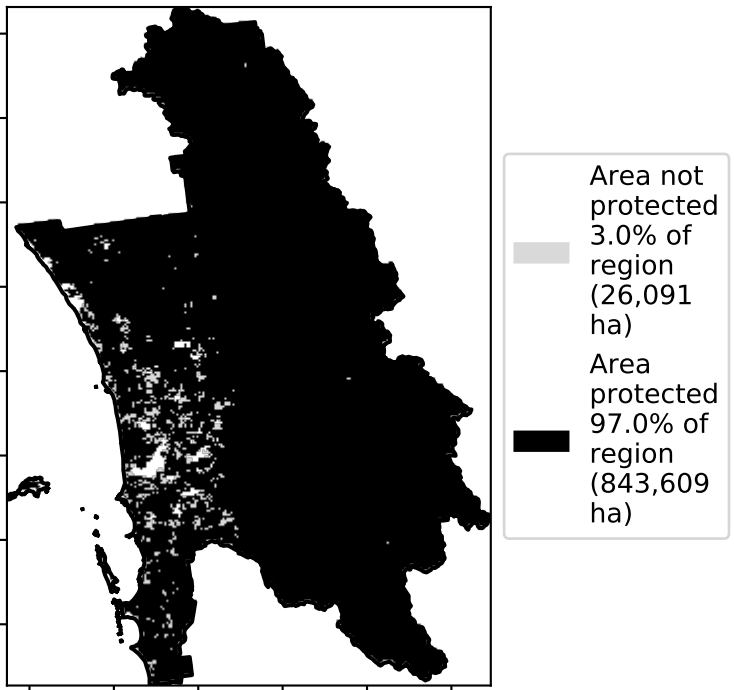 Area not
protected
3.0% of
region
(26,091
ha)
Area
protected
97.0% of
region
(843,609
ha)